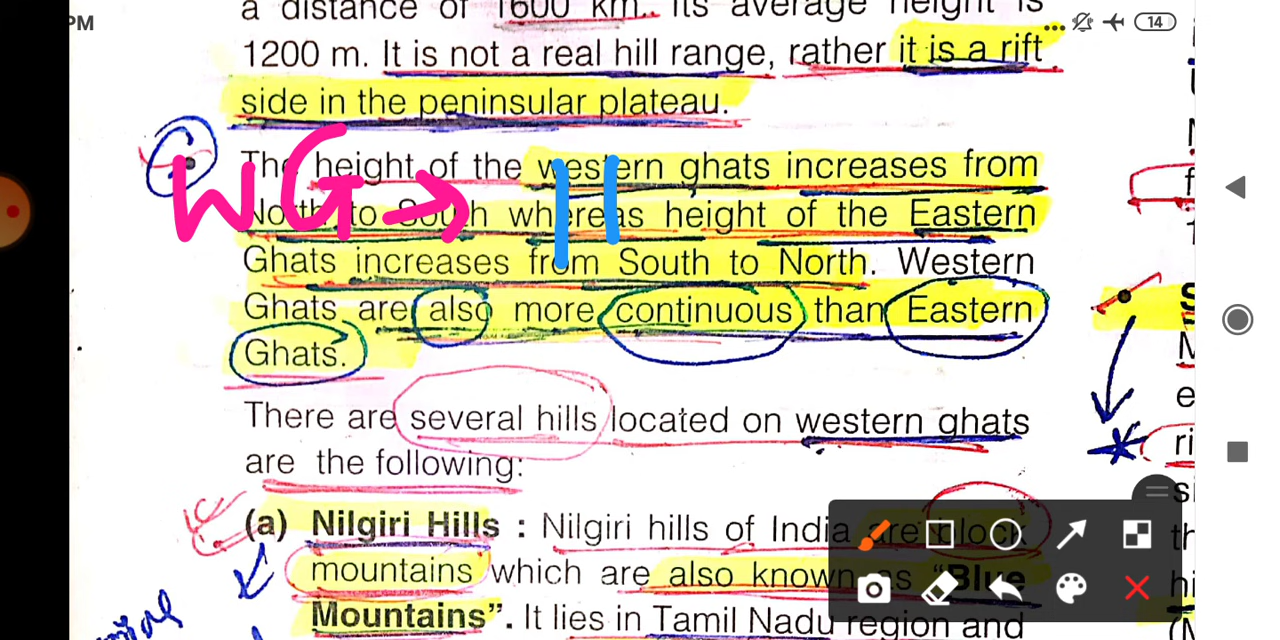 PM
14
a distance of 1600 km. Its average height is
1200 m. It is not a real hill range, rather it is a rift
side in the peninsular plateau.
The height of the western ghats increases from
North to South whereas height of the Eastern
Ghats increases from South to North. Western
Ghats are also more continuous than Eastern
Ghats.
WG →
There are several hills located on western ghats
are the following:
(a) Nilgiri Hills : Nilgiri hills of India are block
mountains which are also known as “Blue
Mountains”. It lies in Tamil Nadu region and